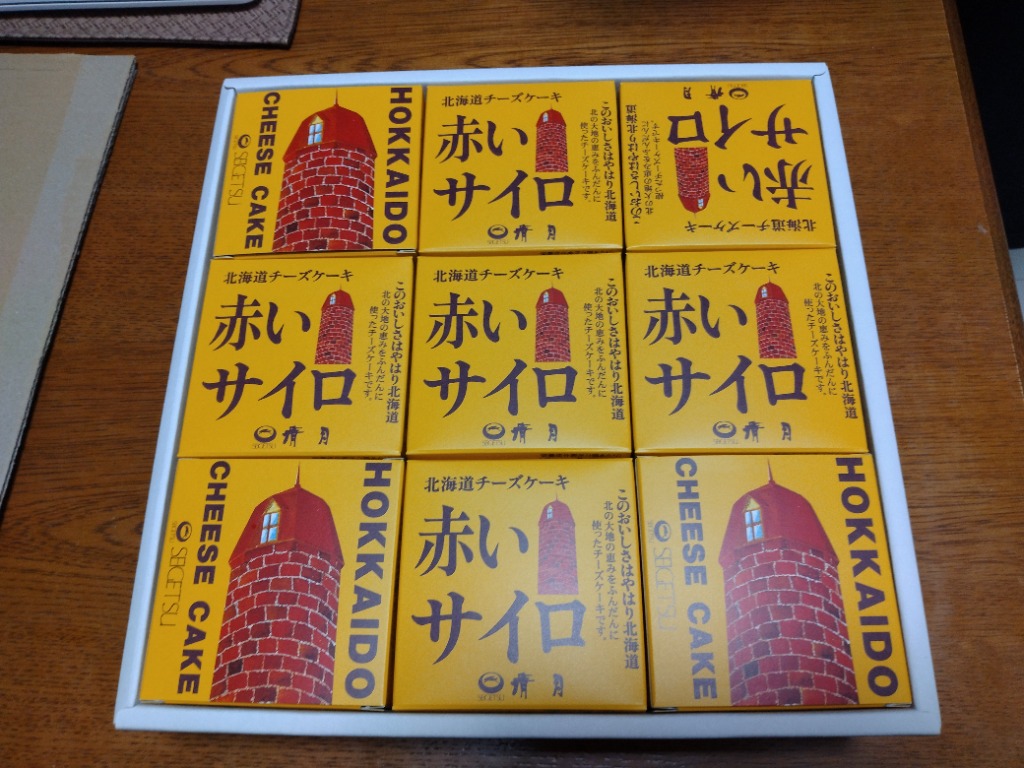 CHEESE CAKE
SEIGETSU
HOKKAIDO
北海道チーズケーキ
赤い
サイロ
このおいしさはやはり北海道
北の大地の恵みをふんだんに
使ったチーズケーキです。
清月
北海道チーズケーキ
赤い
サイロ
このおいしさはやはり北海道
北の大地の恵みをふんだんに
使ったチーズケーキです。
清月
北海道チーズケーキ
赤い
サイロ
このおいしさはやはり北海道
北の大地の恵みをふんだんに
使ったチーズケーキです。
SEIGETSU
清月
北海道チーズケーキ
赤い
サイロ
このおいしさはやはり北海道
北の大地の恵みをふんだんに
使ったチーズケーキです。
SEIGETSU
清月
北海道チーズケーキ
赤い
サイロ
このおいしさはやはり北海道
北の大地の恵みをふんだんに
使ったチーズケーキです。
SEIGETSU
清月
CHEESE CAKE
SEIGETSU
HOKKAIDO
北海道チーズケーキ
赤い
サイロ
このおいしさはやはり北海道
北の大地の恵みをふんだんに
使ったチーズケーキです。
SEIGETSU
清月
CHEESE CAKE
SEIGETSU
HOKKAIDO